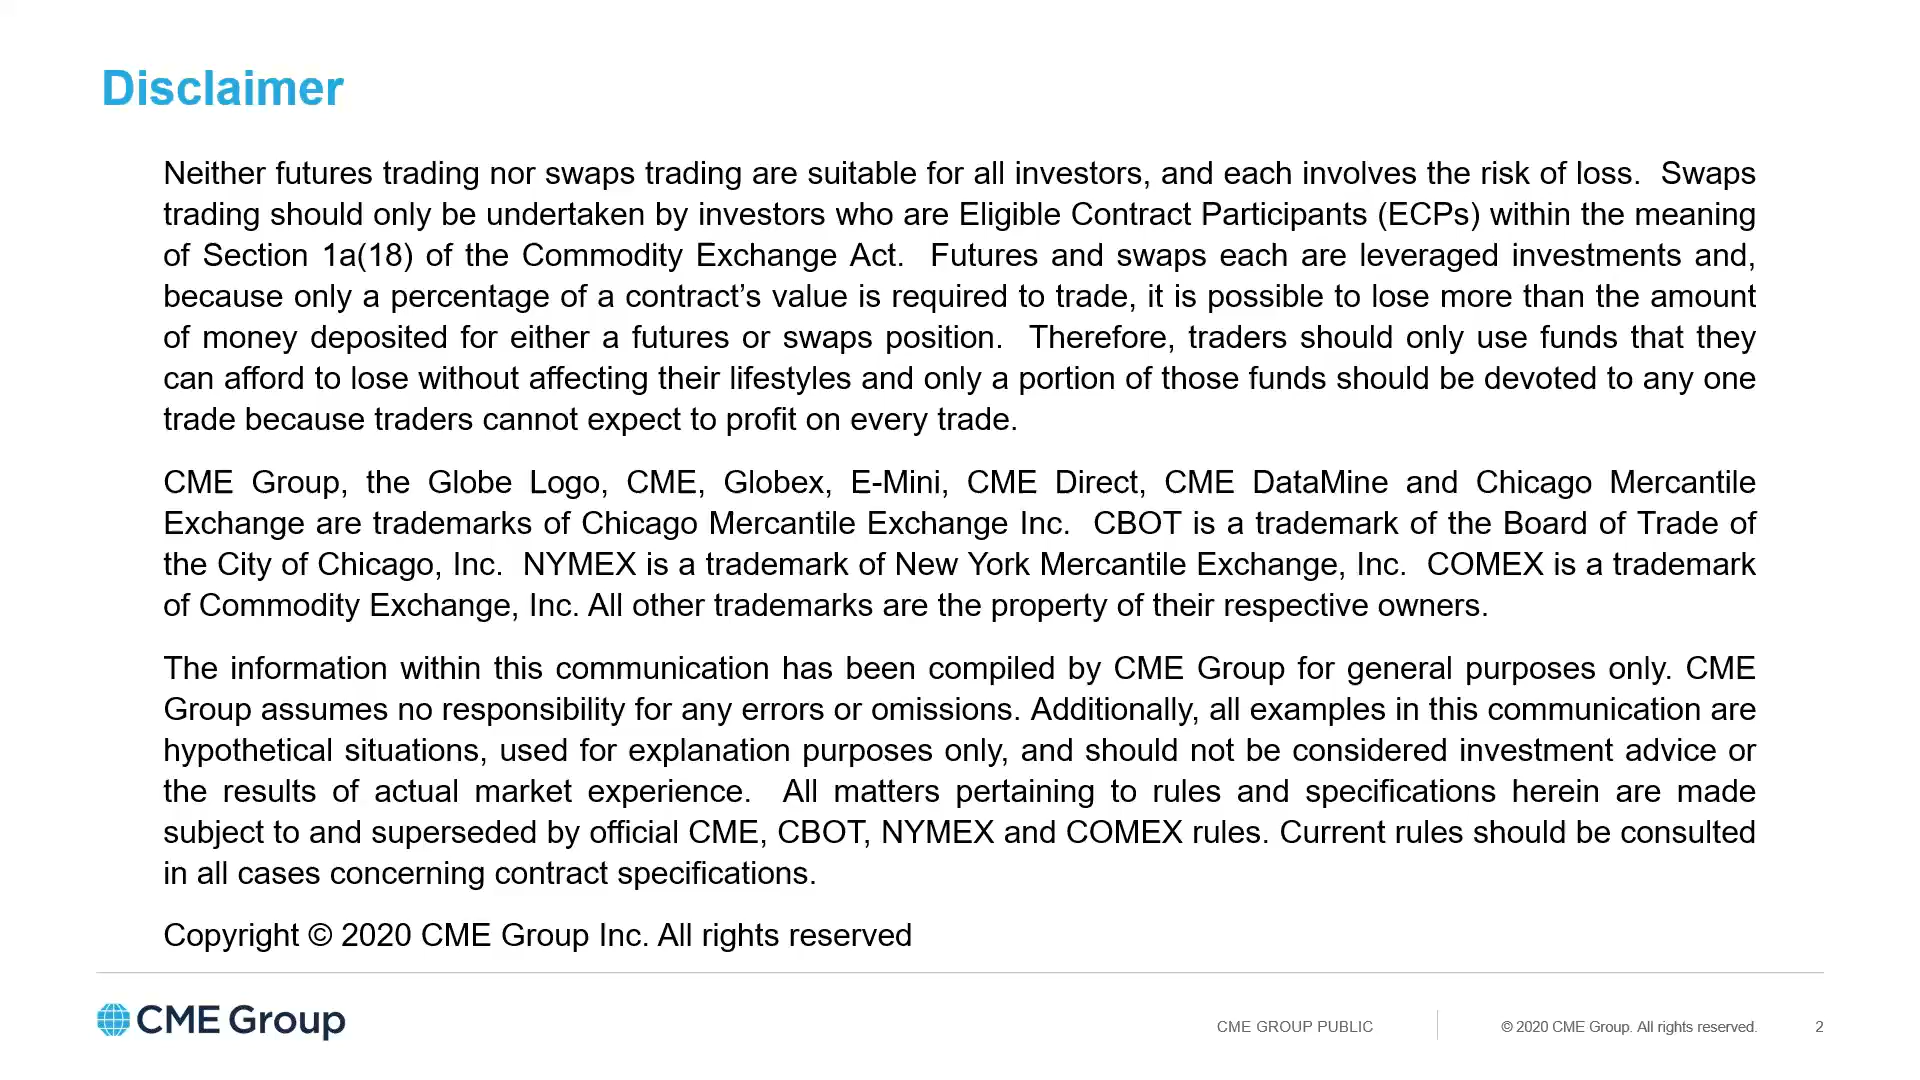 Disclaimer
Neither futures trading nor swaps trading are suitable for all investors, and each involves the risk of loss.  Swaps
trading should only be undertaken by investors who are Eligible Contract Participants (ECPs) within the meaning
of Section 1a(18) of the Commodity Exchange Act.  Futures and swaps each are leveraged investments and,
because only a percentage of a contract’s value is required to trade, it is possible to lose more than the amount
of money deposited for either a futures or swaps position.  Therefore, traders should only use funds that they
can afford to lose without affecting their lifestyles and only a portion of those funds should be devoted to any one
trade because traders cannot expect to profit on every trade.
CME Group, the Globe Logo, CME, Globex, E-Mini, CME Direct, CME DataMine and Chicago Mercantile
Exchange are trademarks of Chicago Mercantile Exchange Inc.  CBOT is a trademark of the Board of Trade of
the City of Chicago, Inc.  NYMEX is a trademark of New York Mercantile Exchange, Inc.  COMEX is a trademark
of Commodity Exchange, Inc. All other trademarks are the property of their respective owners.
The information within this communication has been compiled by CME Group for general purposes only. CME
Group assumes no responsibility for any errors or omissions. Additionally, all examples in this communication are
hypothetical situations, used for explanation purposes only, and should not be considered investment advice or
the results of actual market experience.  All matters pertaining to rules and specifications herein are made
subject to and superseded by official CME, CBOT, NYMEX and COMEX rules. Current rules should be consulted
in all cases concerning contract specifications.
Copyright © 2020 CME Group Inc. All rights reserved
CME Group
CME GROUP PUBLIC
© 2020 CME Group. All rights reserved.
2